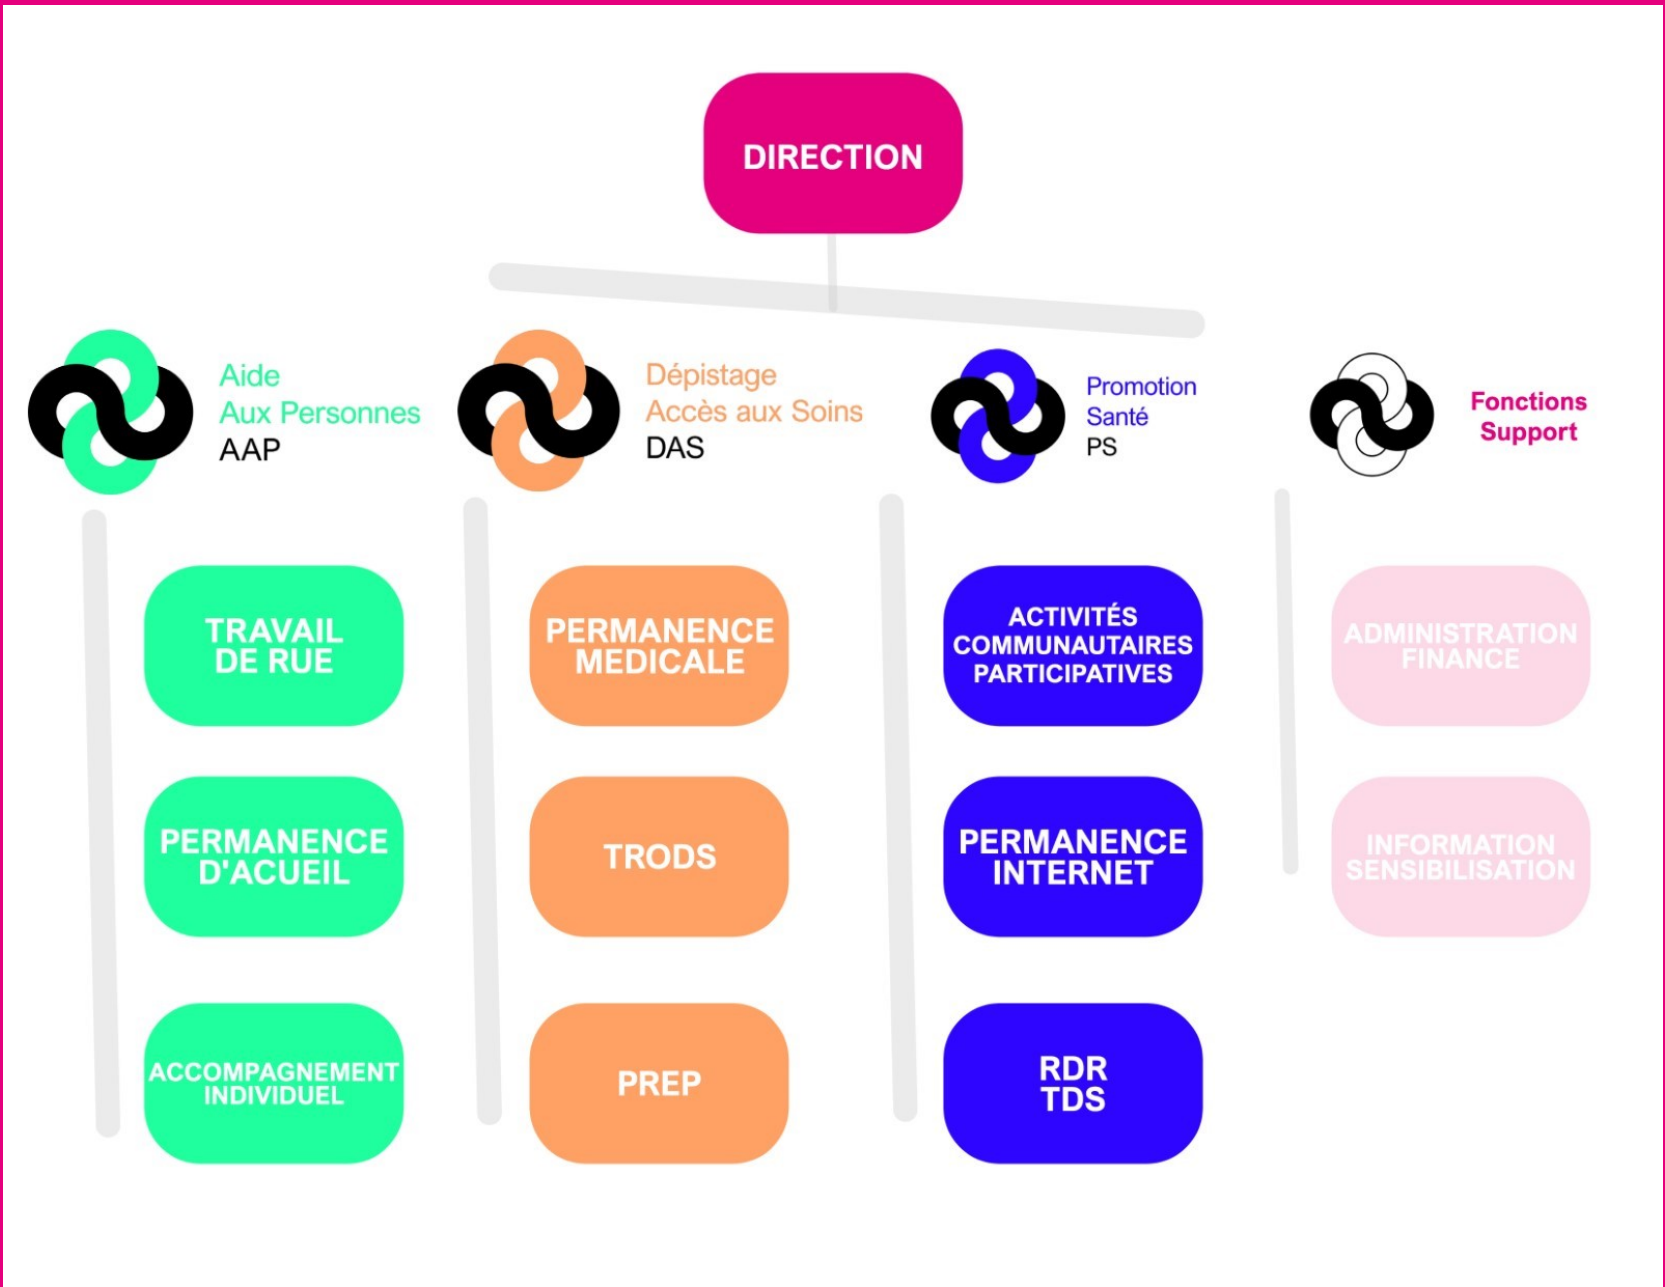 DIRECTION
Aide
Aux Personnes
AAP
Dépistage
Accès aux Soins
DAS
Promotion
Santé
PS
Fonctions
Support
TRAVAIL
DE RUE
PERMANENCE
MEDICALE
ACTIVITÉS
COMMUNAUTAIRES
PARTICIPATIVES
ADMINISTRATION
FINANCE
PERMANENCE
D'ACUEIL
TRODS
PERMANENCE
INTERNET
INFORMATION
SENSIBILISATION
ACCOMPAGNEMENT
INDIVIDUEL
PREP
RDR
TDS